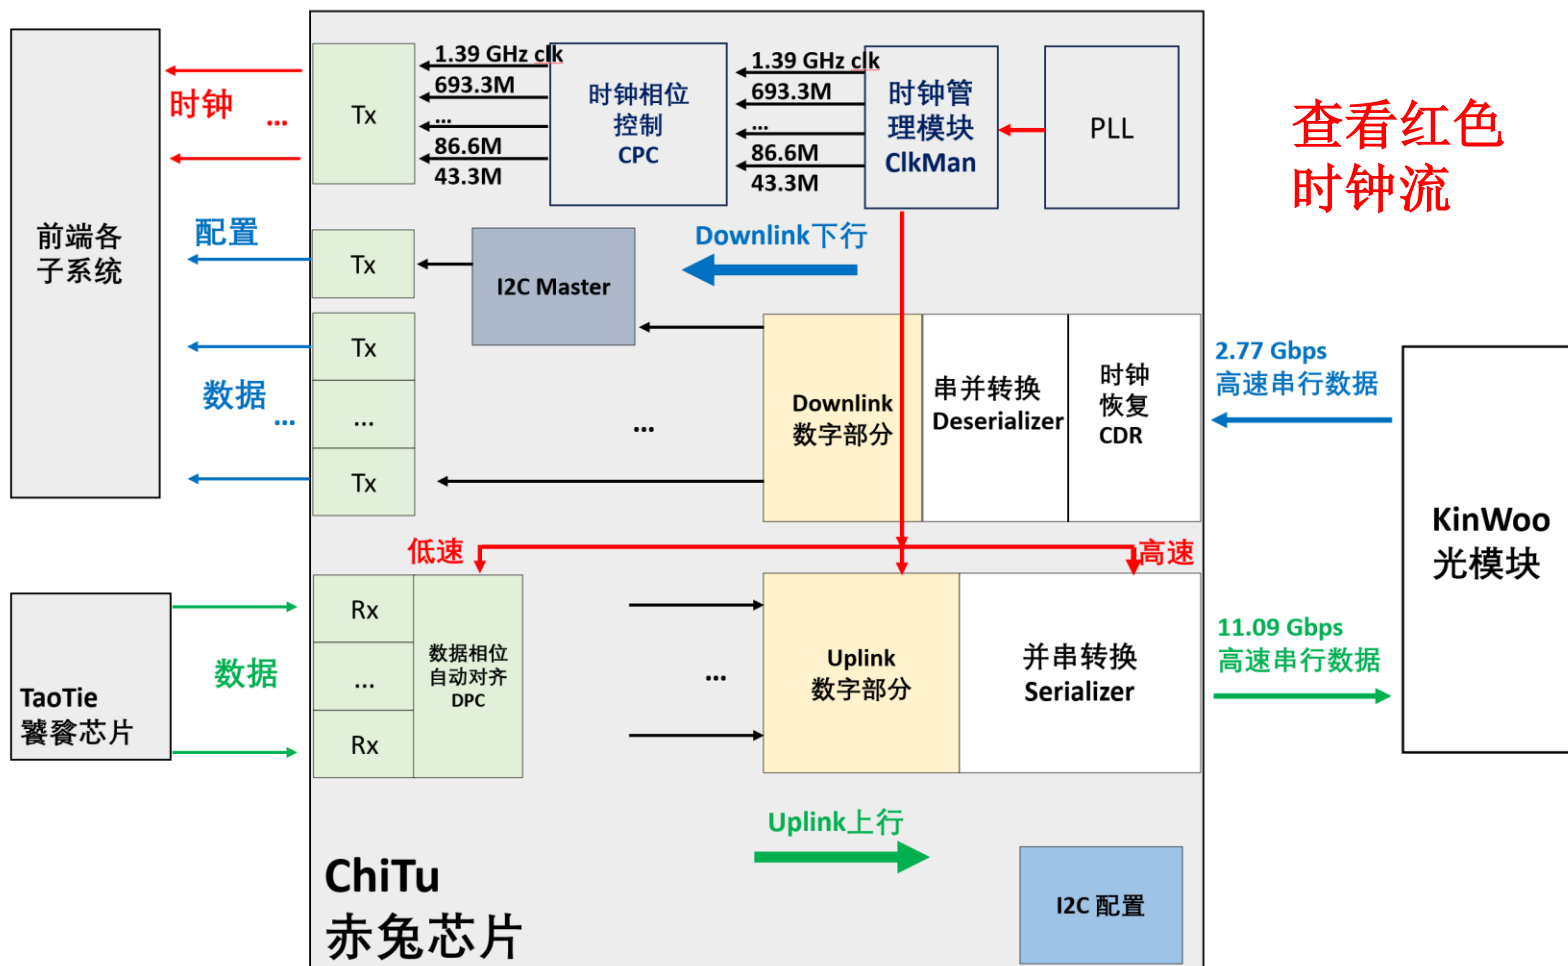 1.39 GHz clk
693.3M
...
86.6M
43.3M
1.39 GHz clk
693.3M
...
86.6M
43.3M
Tx
时钟相位
控制
CPC
时钟管
理模块
ClkMan
PLL
查看红色
时钟流
时钟
...
前端各
子系统
配置
Tx
I2C Master
Downlink下行
数据
...
Tx
...
Tx
...
Downlink
数字部分
串并转换
Deserializer
时钟
恢复
CDR
2.77 Gbps
高速串行数据
KinWoo
光模块
低速
高速
TaoTie
饕餮芯片
数据
Rx
...
Rx
数据相位
自动对齐
DPC
...
Uplink
数字部分
并串转换
Serializer
11.09 Gbps
高速串行数据
Uplink上行
ChiTu
赤兔芯片
I2C 配置